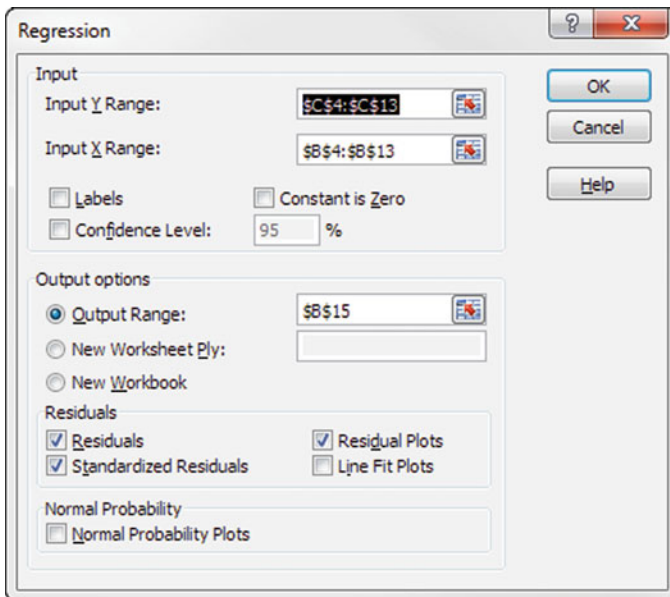 Regression
?
X
Input
Input Y Range:
$C$4:$C$13
Input X Range:
$B$4:$B$13
Labels
Constant is Zero
Confidence Level:
95
%
OK
Cancel
Help
Output options
Output Range:
$B$15
New Worksheet Ply:
New Workbook
Residuals
Residuals
Residual Plots
Standardized Residuals
Line Fit Plots
Normal Probability
Normal Probability Plots